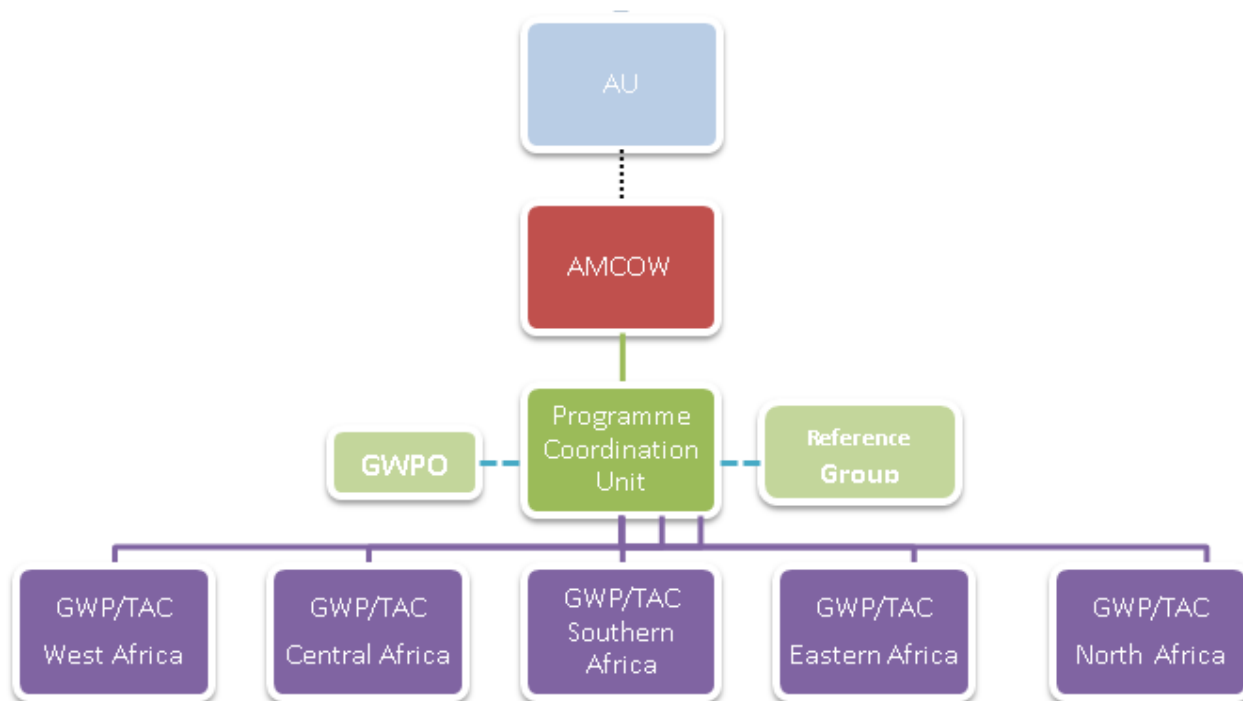 AU
AMCOW
Programme
Coordination
Unit
GWPO
Reference
Group
GWP/TAC
West Africa
GWP/TAC
Central Africa
GWP/TAC
Southern
Africa
GWP/TAC
Eastern Africa
GWP/TAC
North Africa